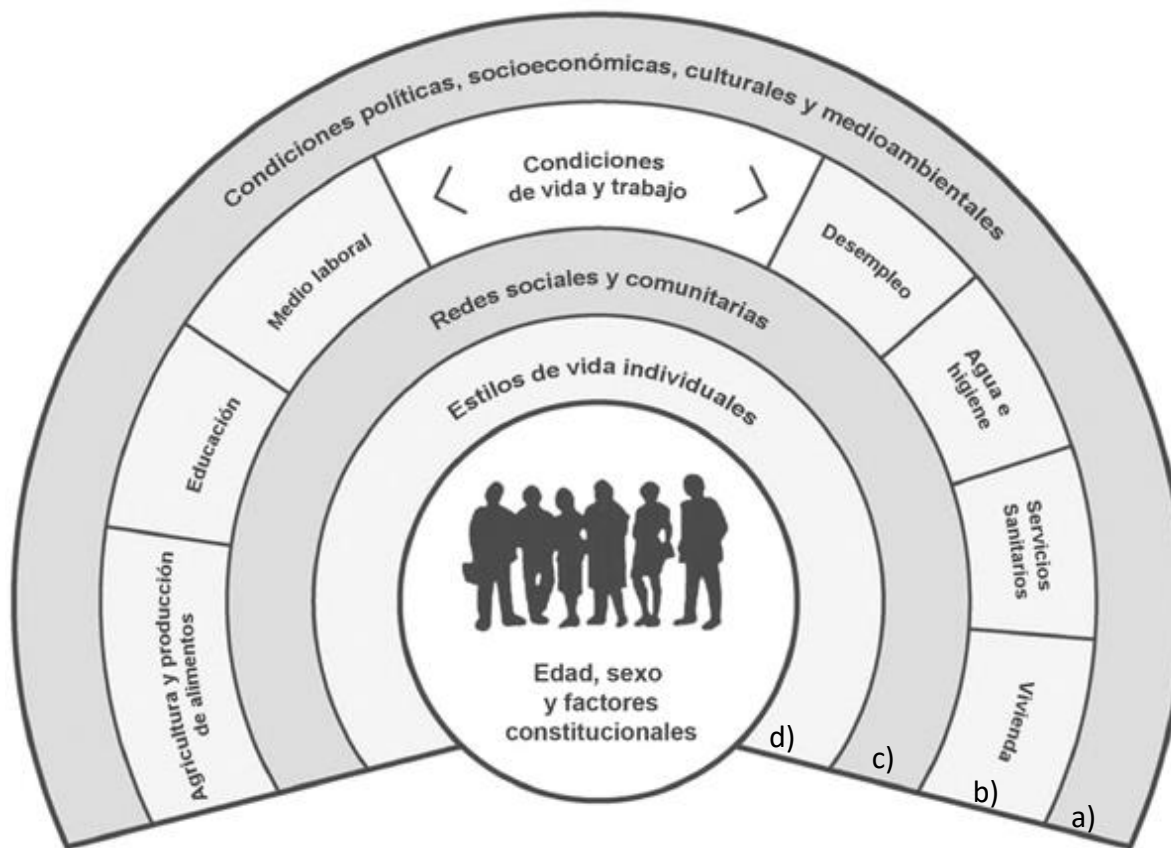 Condiciones políticas, socioeconómicas, culturales y medioambientales
Condiciones
de vida y trabajo
Medio laboral
Desempleo
Redes sociales y comunitarias
Educación
Agua e
higiene
Estilos de vida individuales
Agricultura y producción
de alimentos
Servicios
Sanitarios
Edad, sexo
y factores
constitucionales
Vivienda
d)
c)
b)
a)